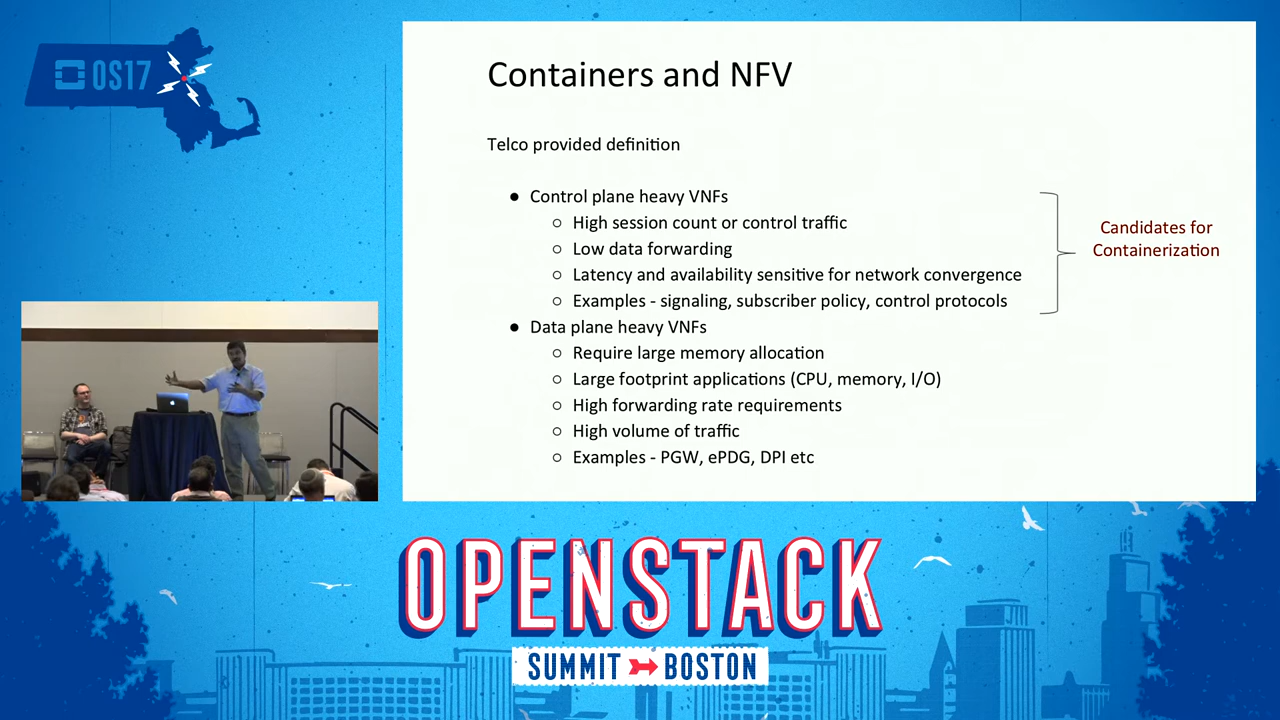 OS17
Containers and NFV
Telco provided definition
● Control plane heavy VNFs
○ High session count or control traffic
○ Low data forwarding
○ Latency and availability sensitive for network convergence
○ Examples - signaling, subscriber policy, control protocols
● Data plane heavy VNFs
○ Require large memory allocation
○ Large footprint applications (CPU, memory, I/O)
○ High forwarding rate requirements
○ High volume of traffic
○ Examples - PGW, ePDG, DPI etc
Candidates for
Containerization
OPENSTACK
SUMMIT BOSTON